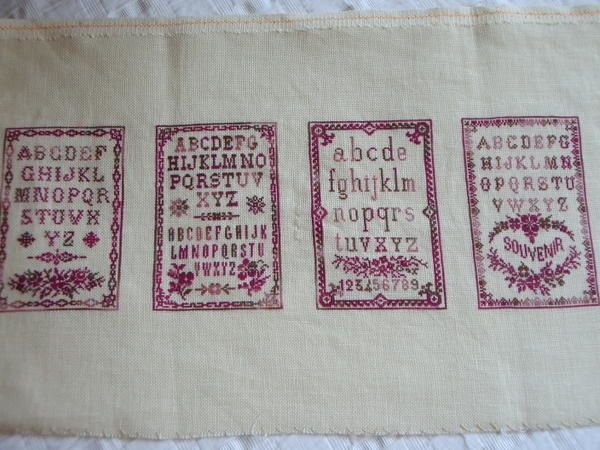 ABCDEF
GHIJKL
MNOPQR
STUVX
YZ
ABCDEFG
HIJKLMNO
PQRSTUV
XYZ
ABCDEFGHIJK
LMNOPQRSTU
VWXYZ
abcde
fghijklm
nopqrs
tuvxyz
123456789
ABCDEFG
HIJKLMN
OPQRSTU
VWXYZ
SOUVENIR